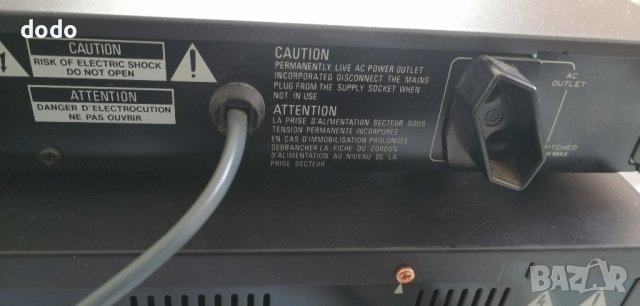 dodo
CAUTION
RISK OF ELECTRIC SHOCK
DO NOT OPEN
ATTENTION
DANGER D'ELECTROCUTION
NE PAS OUVRIR
CAUTION
PERMANENTLY LIVE AC POWER OUTLET
INCORPORATED DISCONNECT THE MAINS
PLUG FROM THE SUPPLY SOCKET WHEN
NOT IN USE.
ATTENTION
LA PRISE D'ALIMENTATION SECTEUR SOUS
TENSION PERMANENTE INCORPOREE
EN CAS D'IMMOBILISATION PROLONGEE
DEBRANCHER LA FICHE DU CORDON
D'ALIMENTATION AU NIVEAU DE LA
PRISE SECTEUR.
AC
OUTLET
MAX
BAZAR
bg